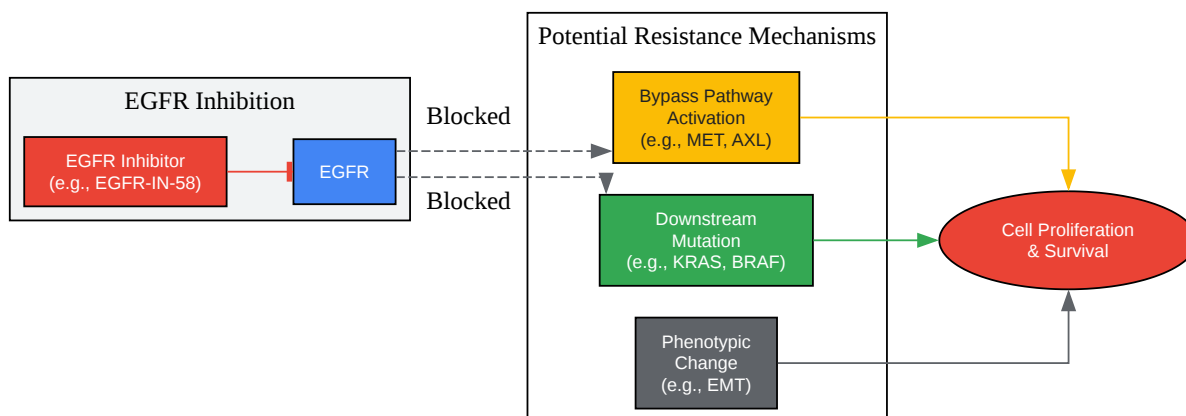 EGFR Inhibition
EGFR Inhibitor
(e.g., EGFR-IN-58)
EGFR
Blocked
Blocked
Potential Resistance Mechanisms
Bypass Pathway
Activation
(e.g., MET, AXL)
Downstream
Mutation
(e.g., KRAS, BRAF)
Phenotypic
Change
(e.g., EMT)
Cell Proliferation
& Survival